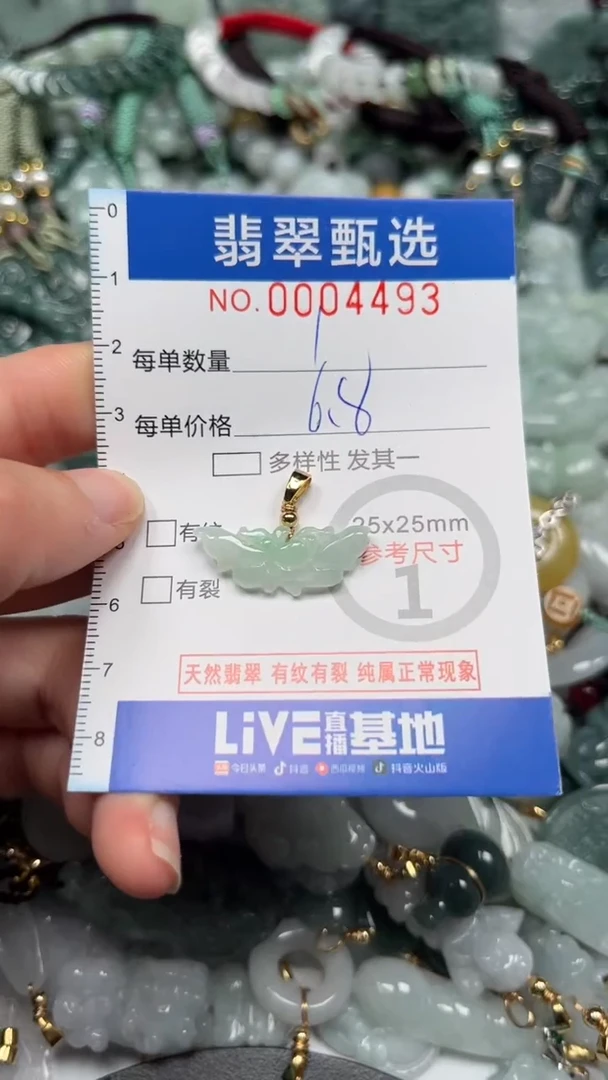 0
翡翠甄选
1
NO.0004493
2
每单数量 1
3
每单价格 6.8
多样性 发其一
25x25mm
有纹
参考尺寸
6
有裂
1
7
天然翡翠 有纹有裂 纯属正常现象
8
LiVE直播基地
今日头条 抖音 西瓜视频 抖音火山版